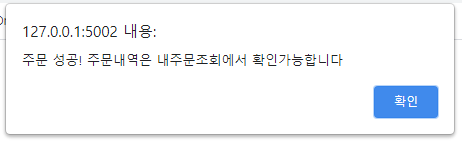 127.0.0.1:5002 내용:
주문 성공! 주문내역은 내주문조회에서 확인가능합니다
확인